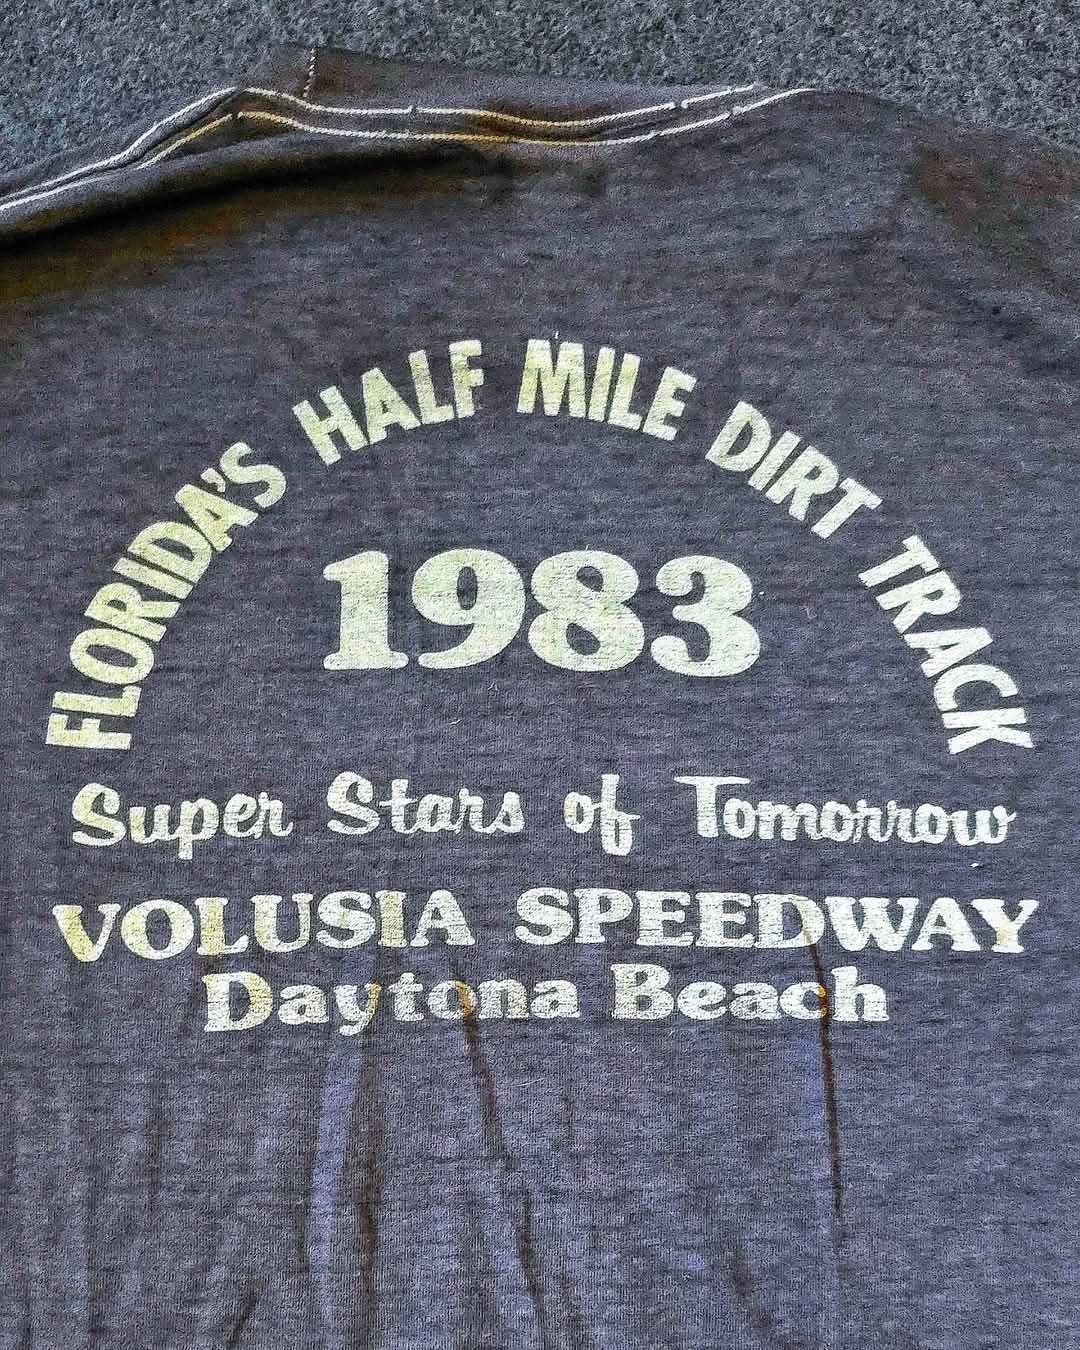 FLORIDA'S HALF MILE DIRT TRACK
1983
Super Stars of Tomorrow
VOLUSIA SPEEDWAY
Daytona Beach